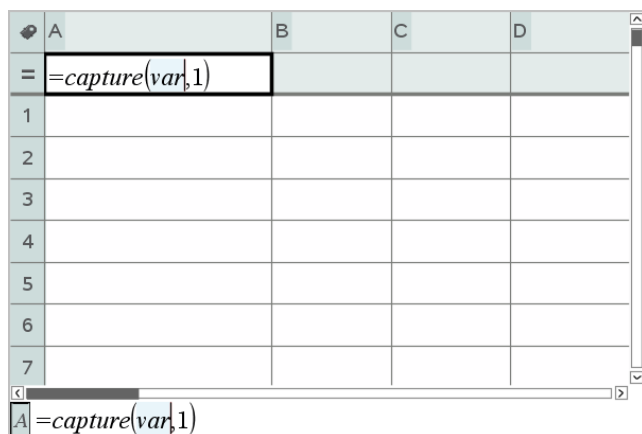 A B C D
= =capture(var,1)
1
2
3
4
5
6
7
A =capture(var,1)